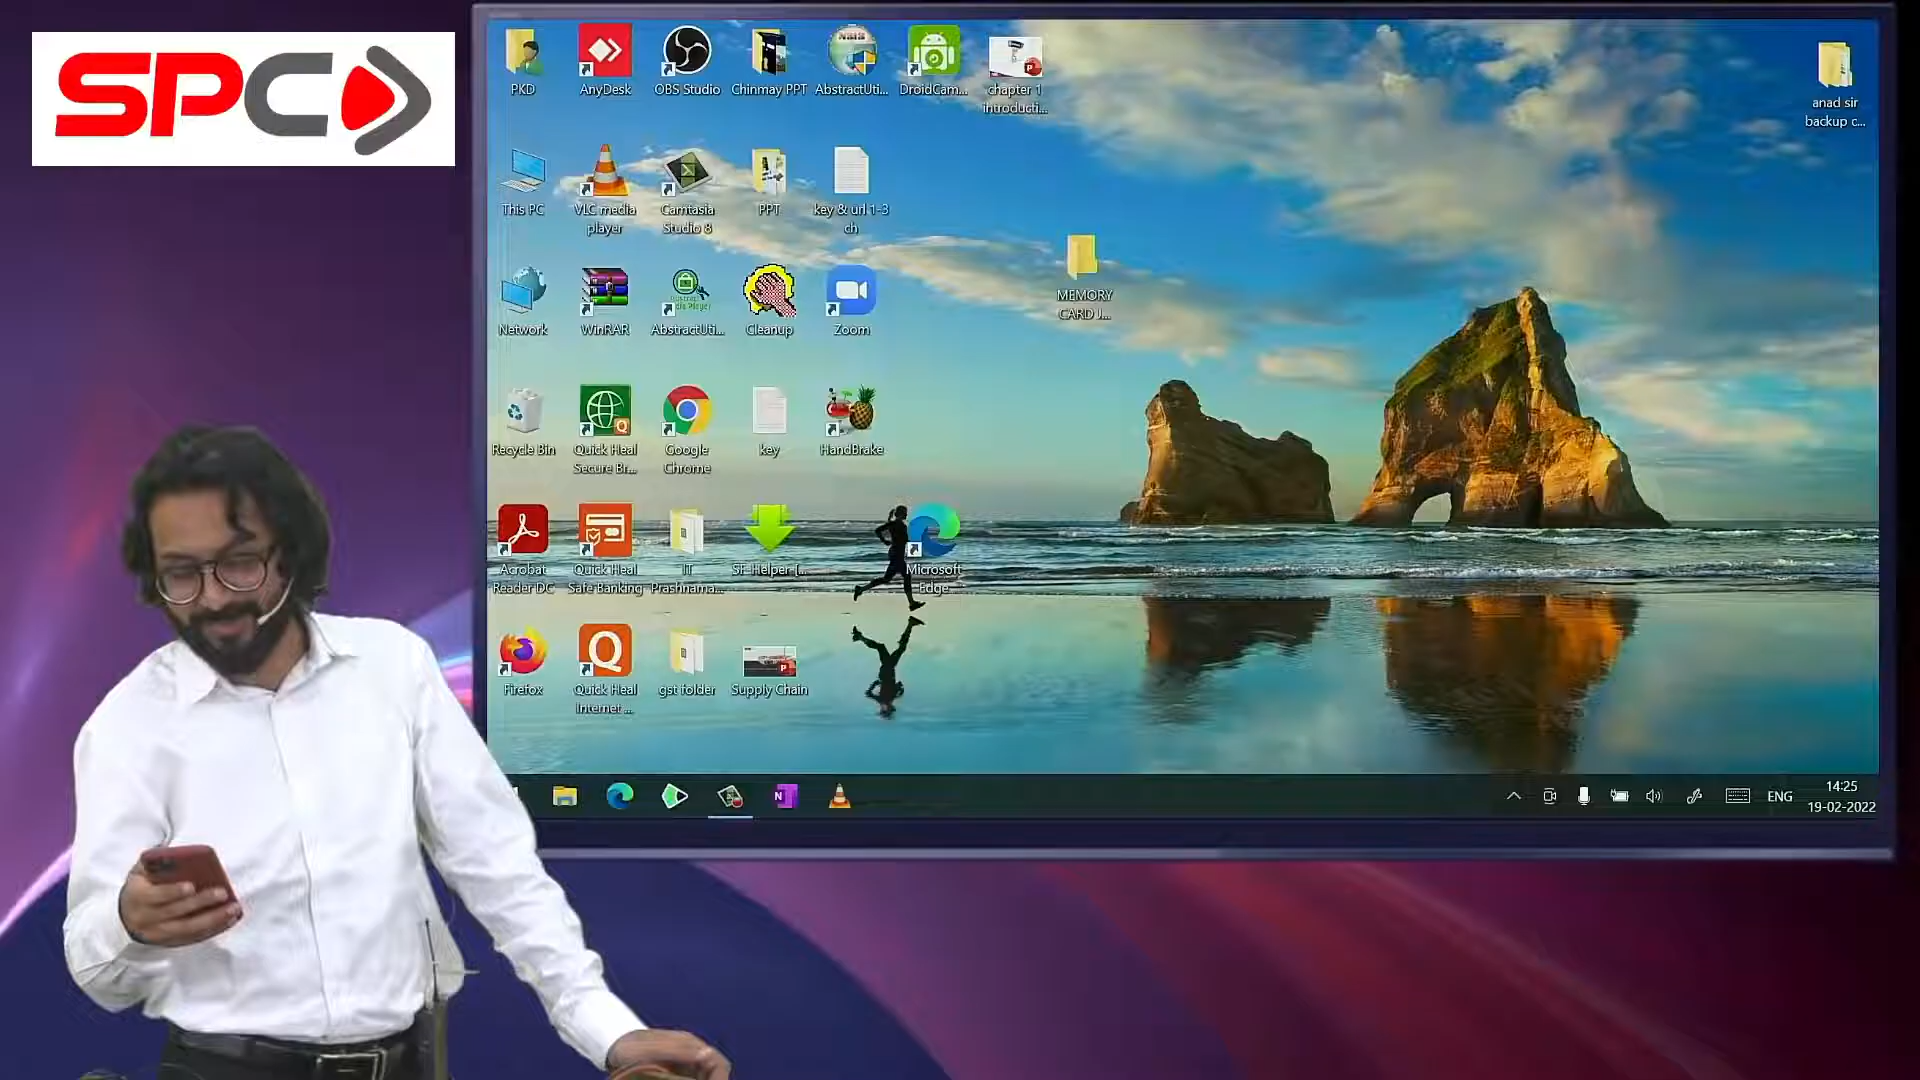 SPC
PKD
AnyDesk
OBS Studio
Chinmay PPT
AbstractUti...
DroidCam...
chapter 1
introducti...
anad sir
backup c...
This PC
VLC media
player
Camtasia
Studio 8
PPT
key & url 1-3
ch
MEMORY
CARD J...
Network
WinRAR
AbstractUti...
Cleanup
Zoom
Recycle Bin
Quick Heal
Secure Br...
Google
Chrome
key
HandBrake
Acrobat
Reader DC
Quick Heal
Safe Banking
IT
Prashnama...
SF Helper (...
Microsoft
Edge
Firefox
Quick Heal
Internet ...
gst folder
Supply Chain
ENG
14:25
19-02-2022